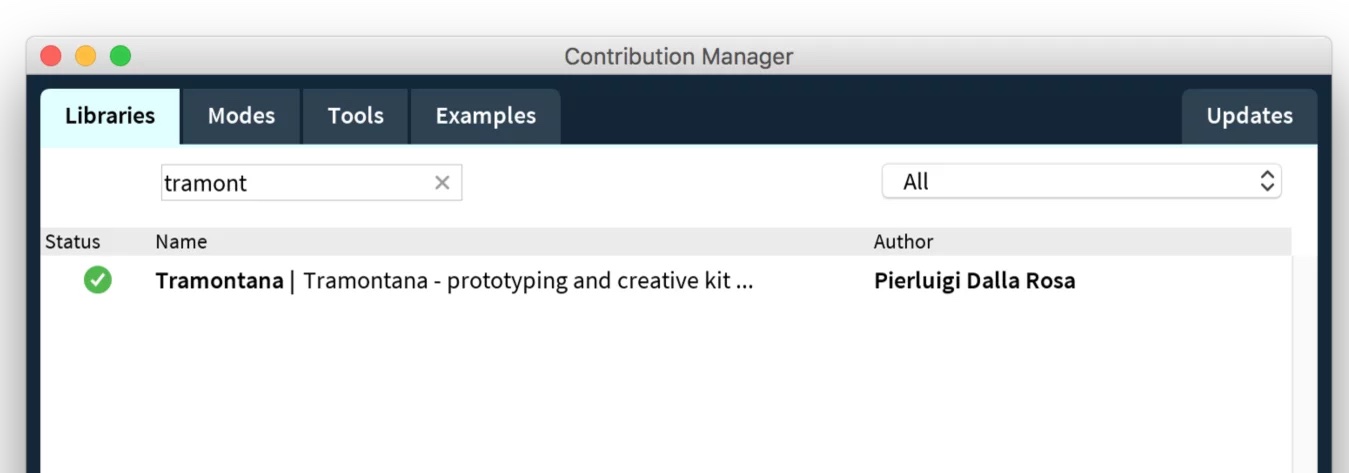 Contribution Manager
Libraries Modes Tools Examples Updates
tramont All
Status Name Author
Tramontana | Tramontana - prototyping and creative kit ... Pierluigi Dalla Rosa